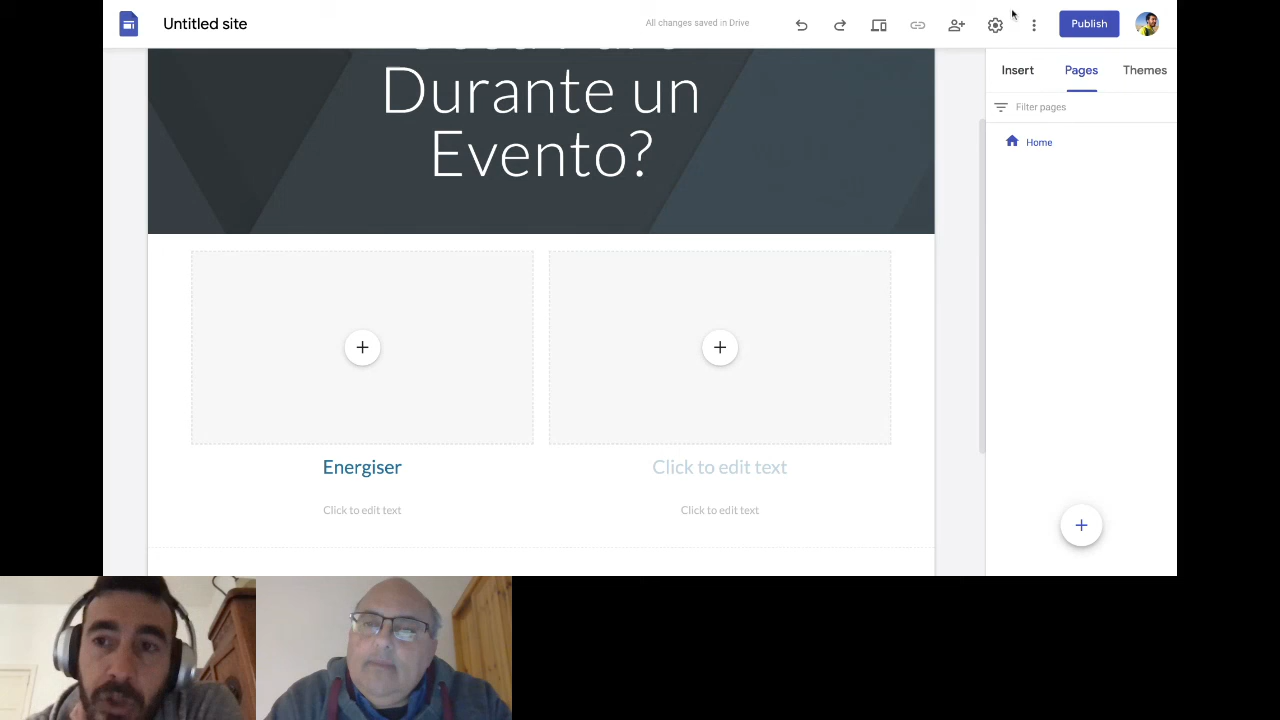 Untitled site
All changes saved in Drive
Publish
Durante un
Evento?
Insert
Pages
Themes
Filter pages
Home
Energiser
Click to edit text
Click to edit text
Click to edit text